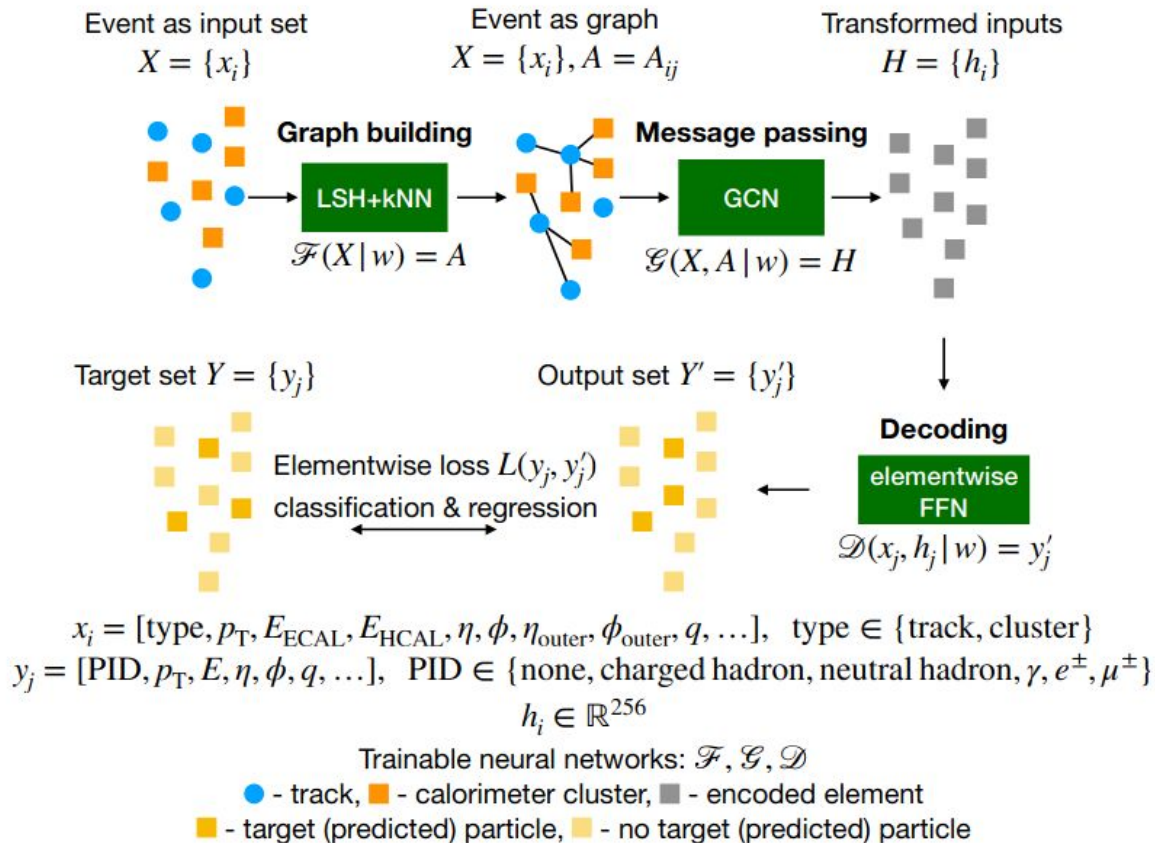 Event as input set
X = {x_i}
Event as graph
X = {x_i}, A = A_ij
Transformed inputs
H = {h_i}
Graph building
LSH+kNN
ℱ(X | w) = A
Message passing
GCN
𝒢(X, A | w) = H
Target set Y = {y_j}
Output set Y′ = {y′_j}
Elementwise loss L(y_j, y′_j)
classification & regression
Decoding
elementwise
FFN
𝒟(x_j, h_j | w) = y′_j
x_i = [type, p_T, E_ECAL, E_HCAL, η, ϕ, η_outer, ϕ_outer, q, …], type ∈ {track, cluster}
y_j = [PID, p_T, E, η, ϕ, q, …], PID ∈ {none, charged hadron, neutral hadron, γ, e^±, μ^±}
h_i ∈ ℝ^256
Trainable neural networks: ℱ, 𝒢, 𝒟
- track, - calorimeter cluster, - encoded element
- target (predicted) particle, - no target (predicted) particle